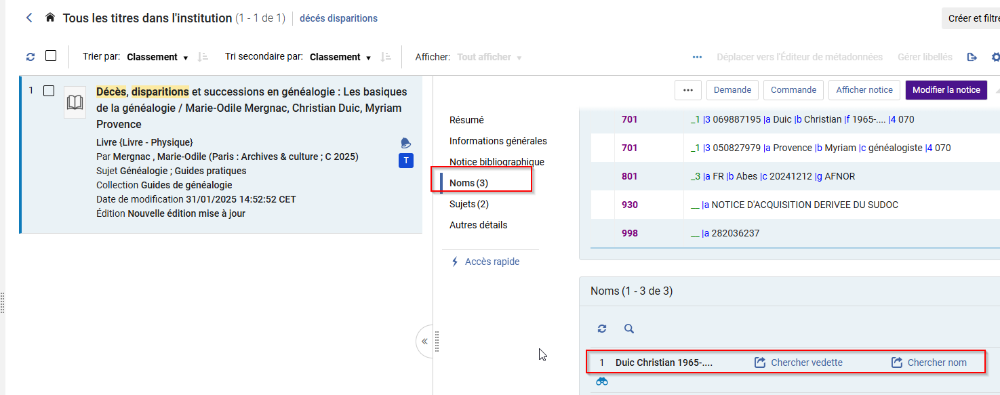 Tous les titres dans l'institution (1 - 1 de 1) décés disparitions
Créer et filtre
Trier par: Classement Tri secondaire par: Classement Afficher: Tout afficher
Déplacer vers l'Éditeur de métadonnées Gérer libellés
1
Décès, disparitions et successions en généalogie : Les basiques
de la généalogie / Marie-Odile Mergnac, Christian Duic, Myriam
Provence
Livre {Livre - Physique}
Par Mergnac , Marie-Odile (Paris : Archives & culture ; C 2025)
T
Sujet Généalogie ; Guides pratiques
Collection Guides de généalogie
Date de modification 31/01/2025 14:52:52 CET
Édition Nouvelle édition mise à jour
Résumé
Informations générales
Notice bibliographique
Noms (3)
Sujets (2)
Autres détails
Accès rapide
Demande Commande Afficher notice Modifier la notice
701 _1 |3 069887195 |a Duic |b Christian |f 1965-.... |4 070
701 _1 |3 050827979 |a Provence |b Myriam |c généalogiste |4 070
801 _3 |a FR |b Abes |c 20241212 |g AFNOR
930 __ |a NOTICE D'ACQUISITION DERIVEE DU SUDOC
998 __ |a 282036237
Noms (1 - 3 de 3)
1 Duic Christian 1965-.... Chercher vedette Chercher nom